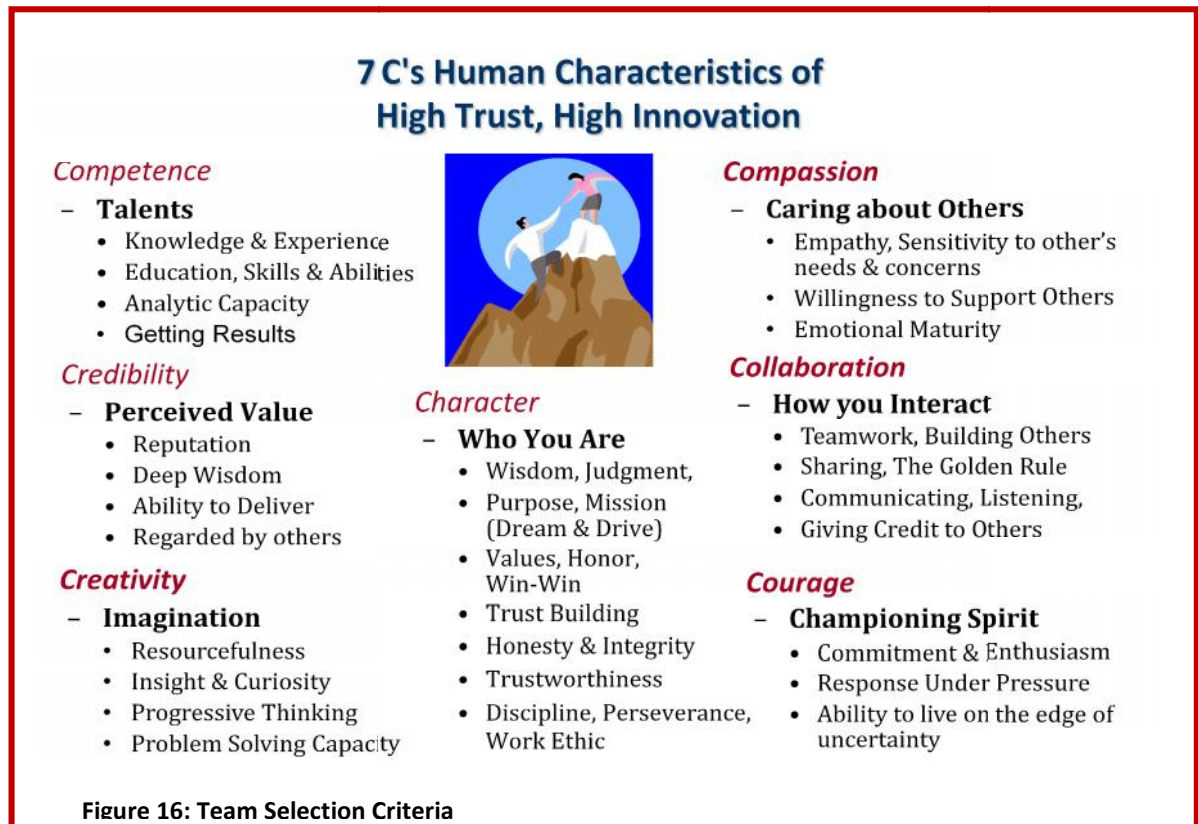 7 C's Human Characteristics of
High Trust, High Innovation
Competence
– Talents
• Knowledge & Experience
• Education, Skills & Abilities
• Analytic Capacity
• Getting Results
Credibility
– Perceived Value
• Reputation
• Deep Wisdom
• Ability to Deliver
• Regarded by others
Creativity
– Imagination
• Resourcefulness
• Insight & Curiosity
• Progressive Thinking
• Problem Solving Capacity
Character
– Who You Are
• Wisdom, Judgment,
• Purpose, Mission
(Dream & Drive)
• Values, Honor,
Win-Win
• Trust Building
• Honesty & Integrity
• Trustworthiness
• Discipline, Perseverance,
Work Ethic
Compassion
– Caring about Others
• Empathy, Sensitivity to other's
needs & concerns
• Willingness to Support Others
• Emotional Maturity
Collaboration
– How you Interact
• Teamwork, Building Others
• Sharing, The Golden Rule
• Communicating, Listening,
• Giving Credit to Others
Courage
– Championing Spirit
• Commitment & Enthusiasm
• Response Under Pressure
• Ability to live on the edge of
uncertainty
Figure 16: Team Selection Criteria